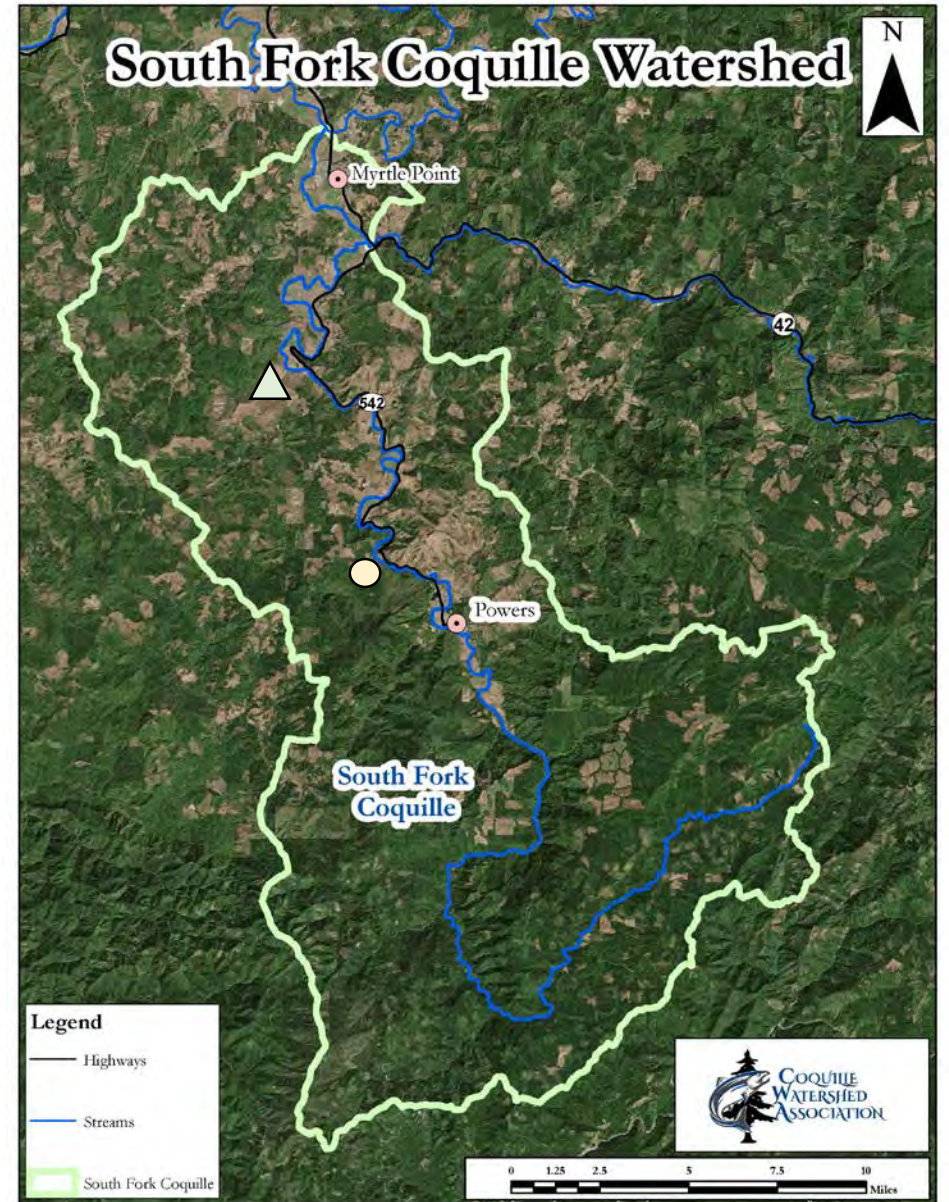 South Fork Coquille Watershed
N
Myrtle Point
42
542
Powers
South Fork
Coquille
Legend
Highways
Streams
South Fork Coquille
COQUILLE
WATERSHED
ASSOCIATION
0 1.25 2.5 5 7.5 10
Miles